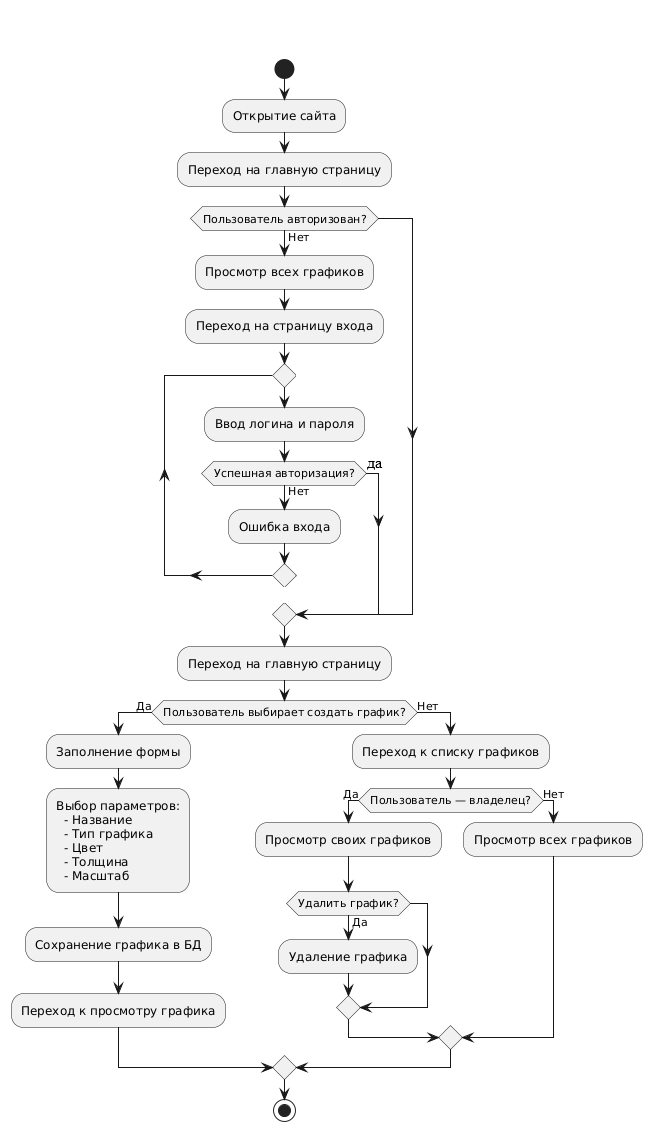 Открытие сайта
Переход на главную страницу
Пользователь авторизован?
Нет
Просмотр всех графиков
Переход на страницу входа
Ввод логина и пароля
Успешная авторизация?
да
Нет
Ошибка входа
Переход на главную страницу
Да
Пользователь выбирает создать график?
Нет
Заполнение формы
Выбор параметров:
- Название
- Тип графика
- Цвет
- Толщина
- Масштаб
Сохранение графика в БД
Переход к просмотру графика
Переход к списку графиков
Да
Пользователь — владелец?
Нет
Просмотр своих графиков
Просмотр всех графиков
Удалить график?
Да
Удаление графика